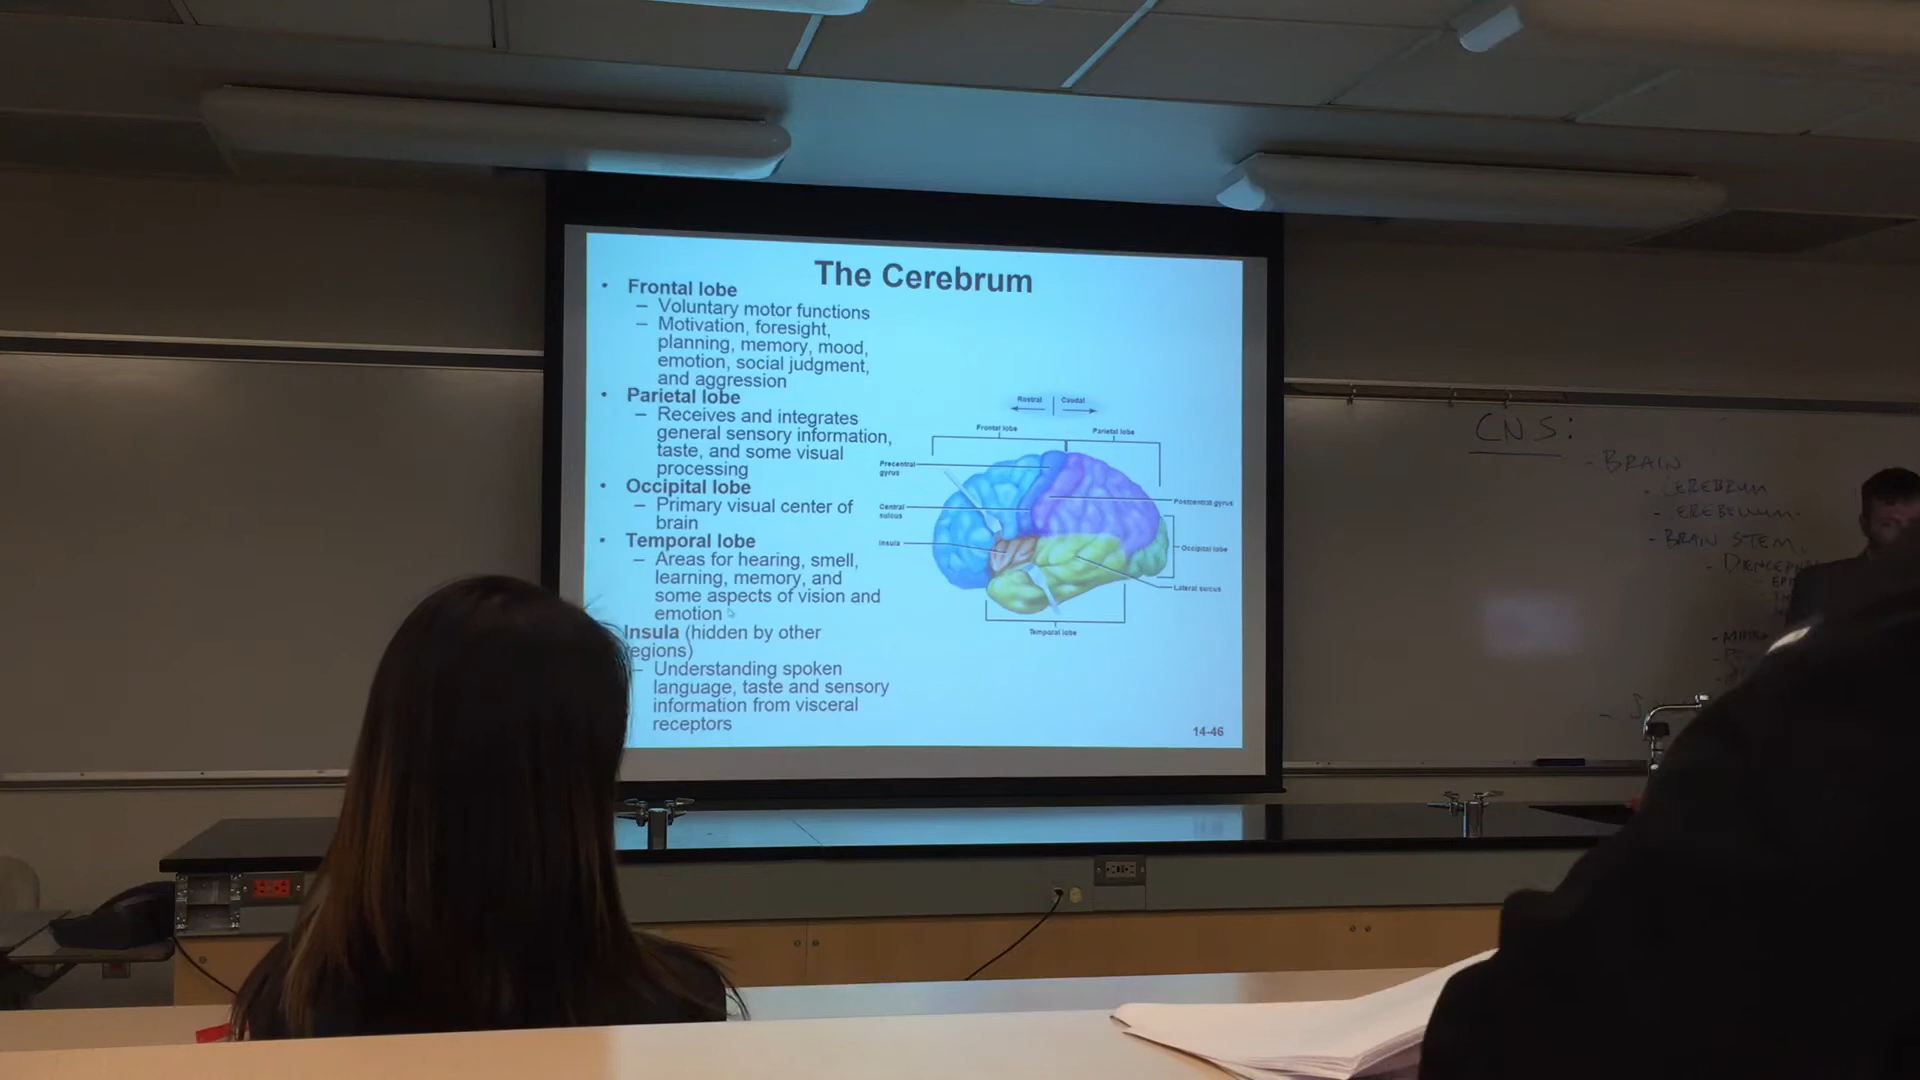 The Cerebrum
• Frontal lobe
– Voluntary motor functions
– Motivation, foresight,
planning, memory, mood,
emotion, social judgment,
and aggression
• Parietal lobe
– Receives and integrates
general sensory information,
taste, and some visual
processing
• Occipital lobe
– Primary visual center of
brain
• Temporal lobe
– Areas for hearing, smell,
learning, memory, and
some aspects of vision and
emotion
Insula (hidden by other
egions)
– Understanding spoken
language, taste and sensory
information from visceral
receptors
Rostral
Caudal
Frontal lobe
Parietal lobe
Precentral
gyrus
Central
sulcus
Insula
Postcentral gyrus
Occipital lobe
Lateral sulcus
Temporal lobe
14-46
CNS:
- BRAIN
- CEREBRUM
- CEREBELLUM
- BRAIN STEM